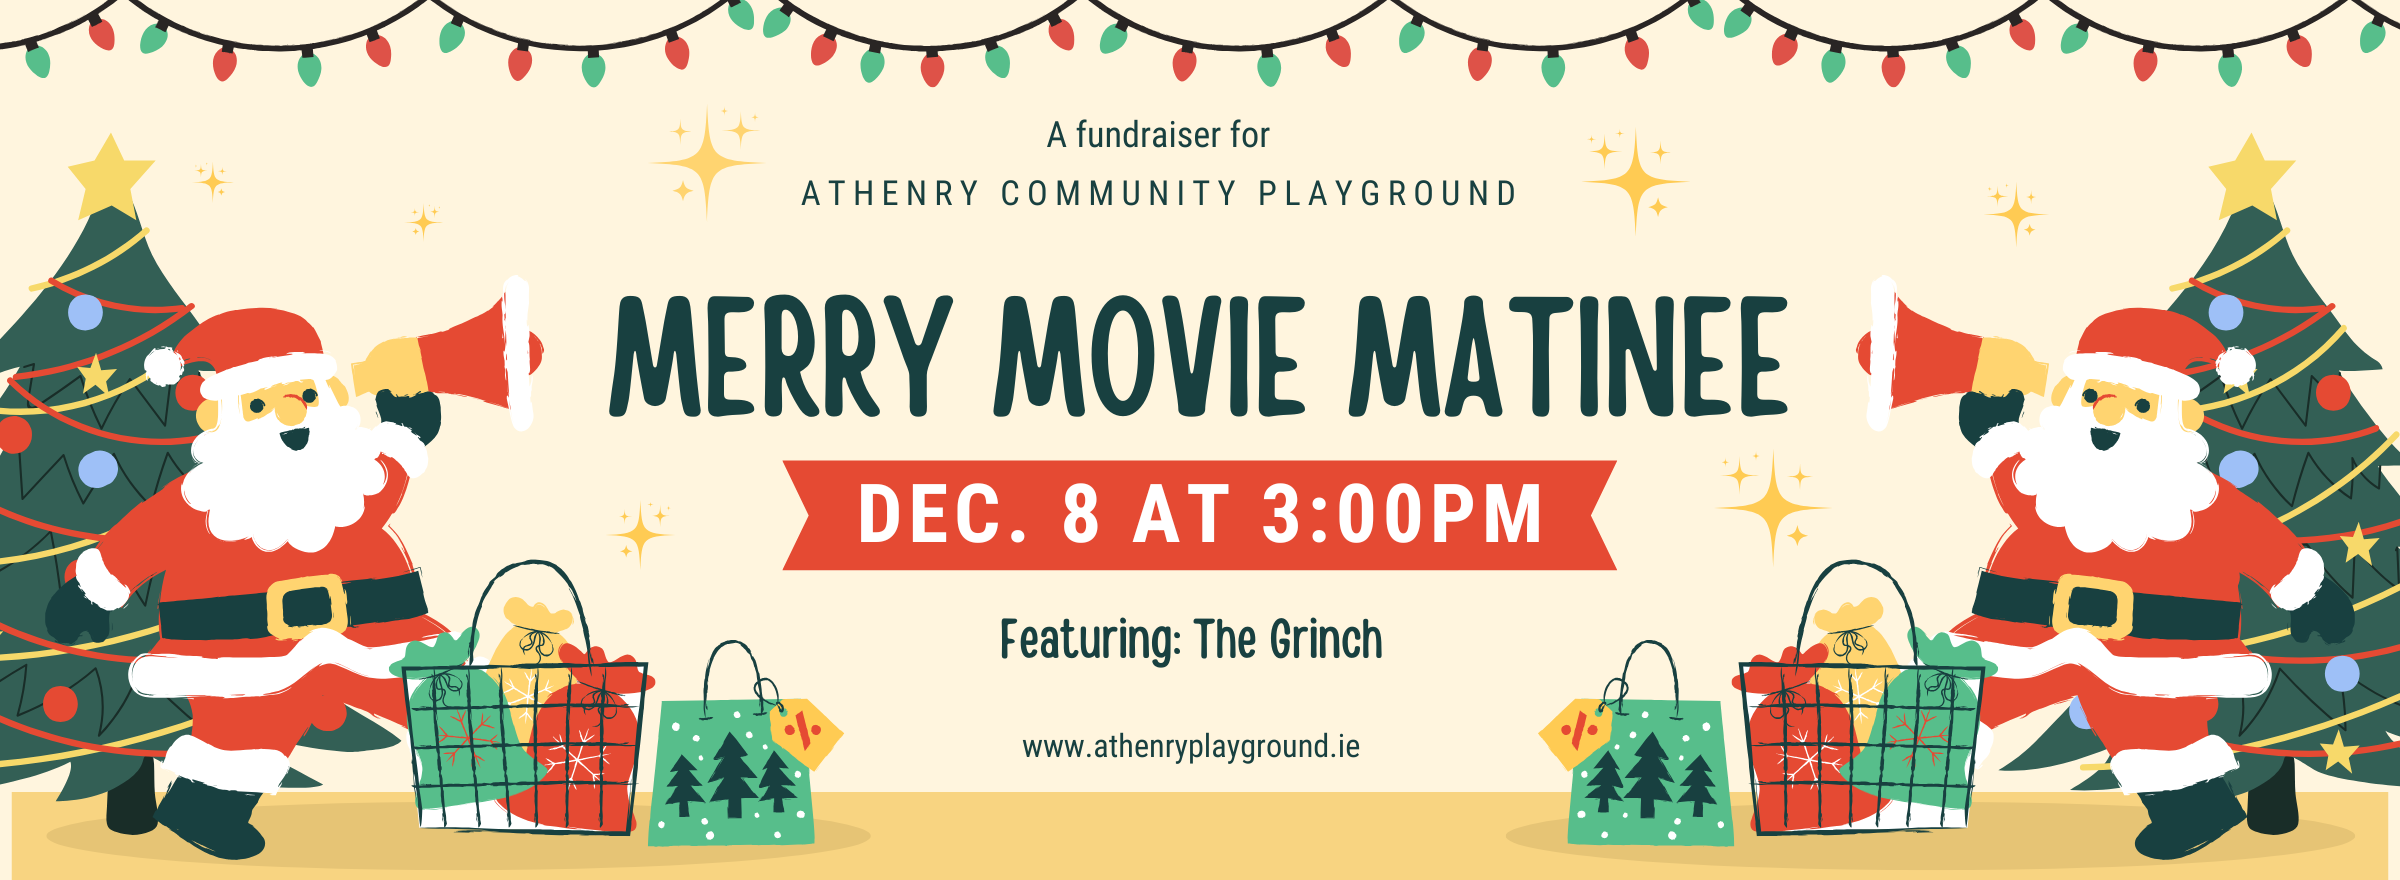 A fundraiser for
ATHENRY COMMUNITY PLAYGROUND
MERRY MOVIE MATINEE
DEC. 8 AT 3:00PM
Featuring: The Grinch
www.athenryplayground.ie